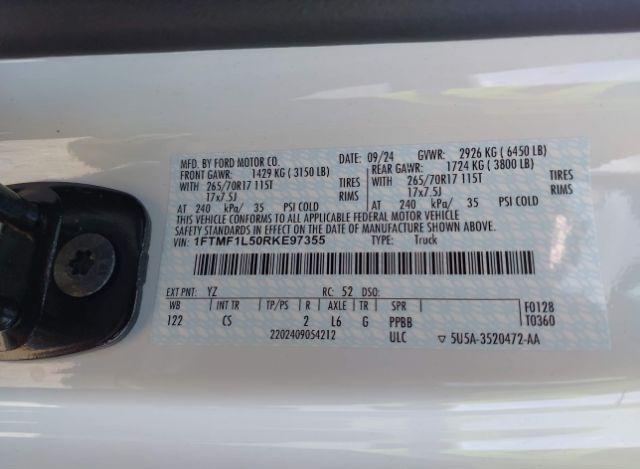 MFD. BY FORD MOTOR CO.
DATE: 09/24 GVWR: 2926 KG ( 6450 LB)
FRONT GAWR: 1429 KG ( 3150 LB)
REAR GAWR: 1724 KG ( 3800 LB)
WITH 265/70R17 115T TIRES
WITH 265/70R17 115T TIRES
17x7.5J RIMS
17x7.5J RIMS
AT 240 kPa/ 35 PSI COLD
AT 240 kPa/ 35 PSI COLD
THIS VEHICLE CONFORMS TO ALL APPLICABLE FEDERAL MOTOR VEHICLE
SAFETY STANDARDS IN EFFECT ON THE DATE OF MANUFACTURE SHOWN ABOVE.
VIN: 1FTMF1L50RKE97355 TYPE: Truck
EXT PNT: YZ RC: 52 DSO:
WB INT TR TP/PS R AXLE TR SPR F0128
122 CS 2 L6 G PPBB T0360
2202409054212 ULC ▽ 5U5A-3520472-AA